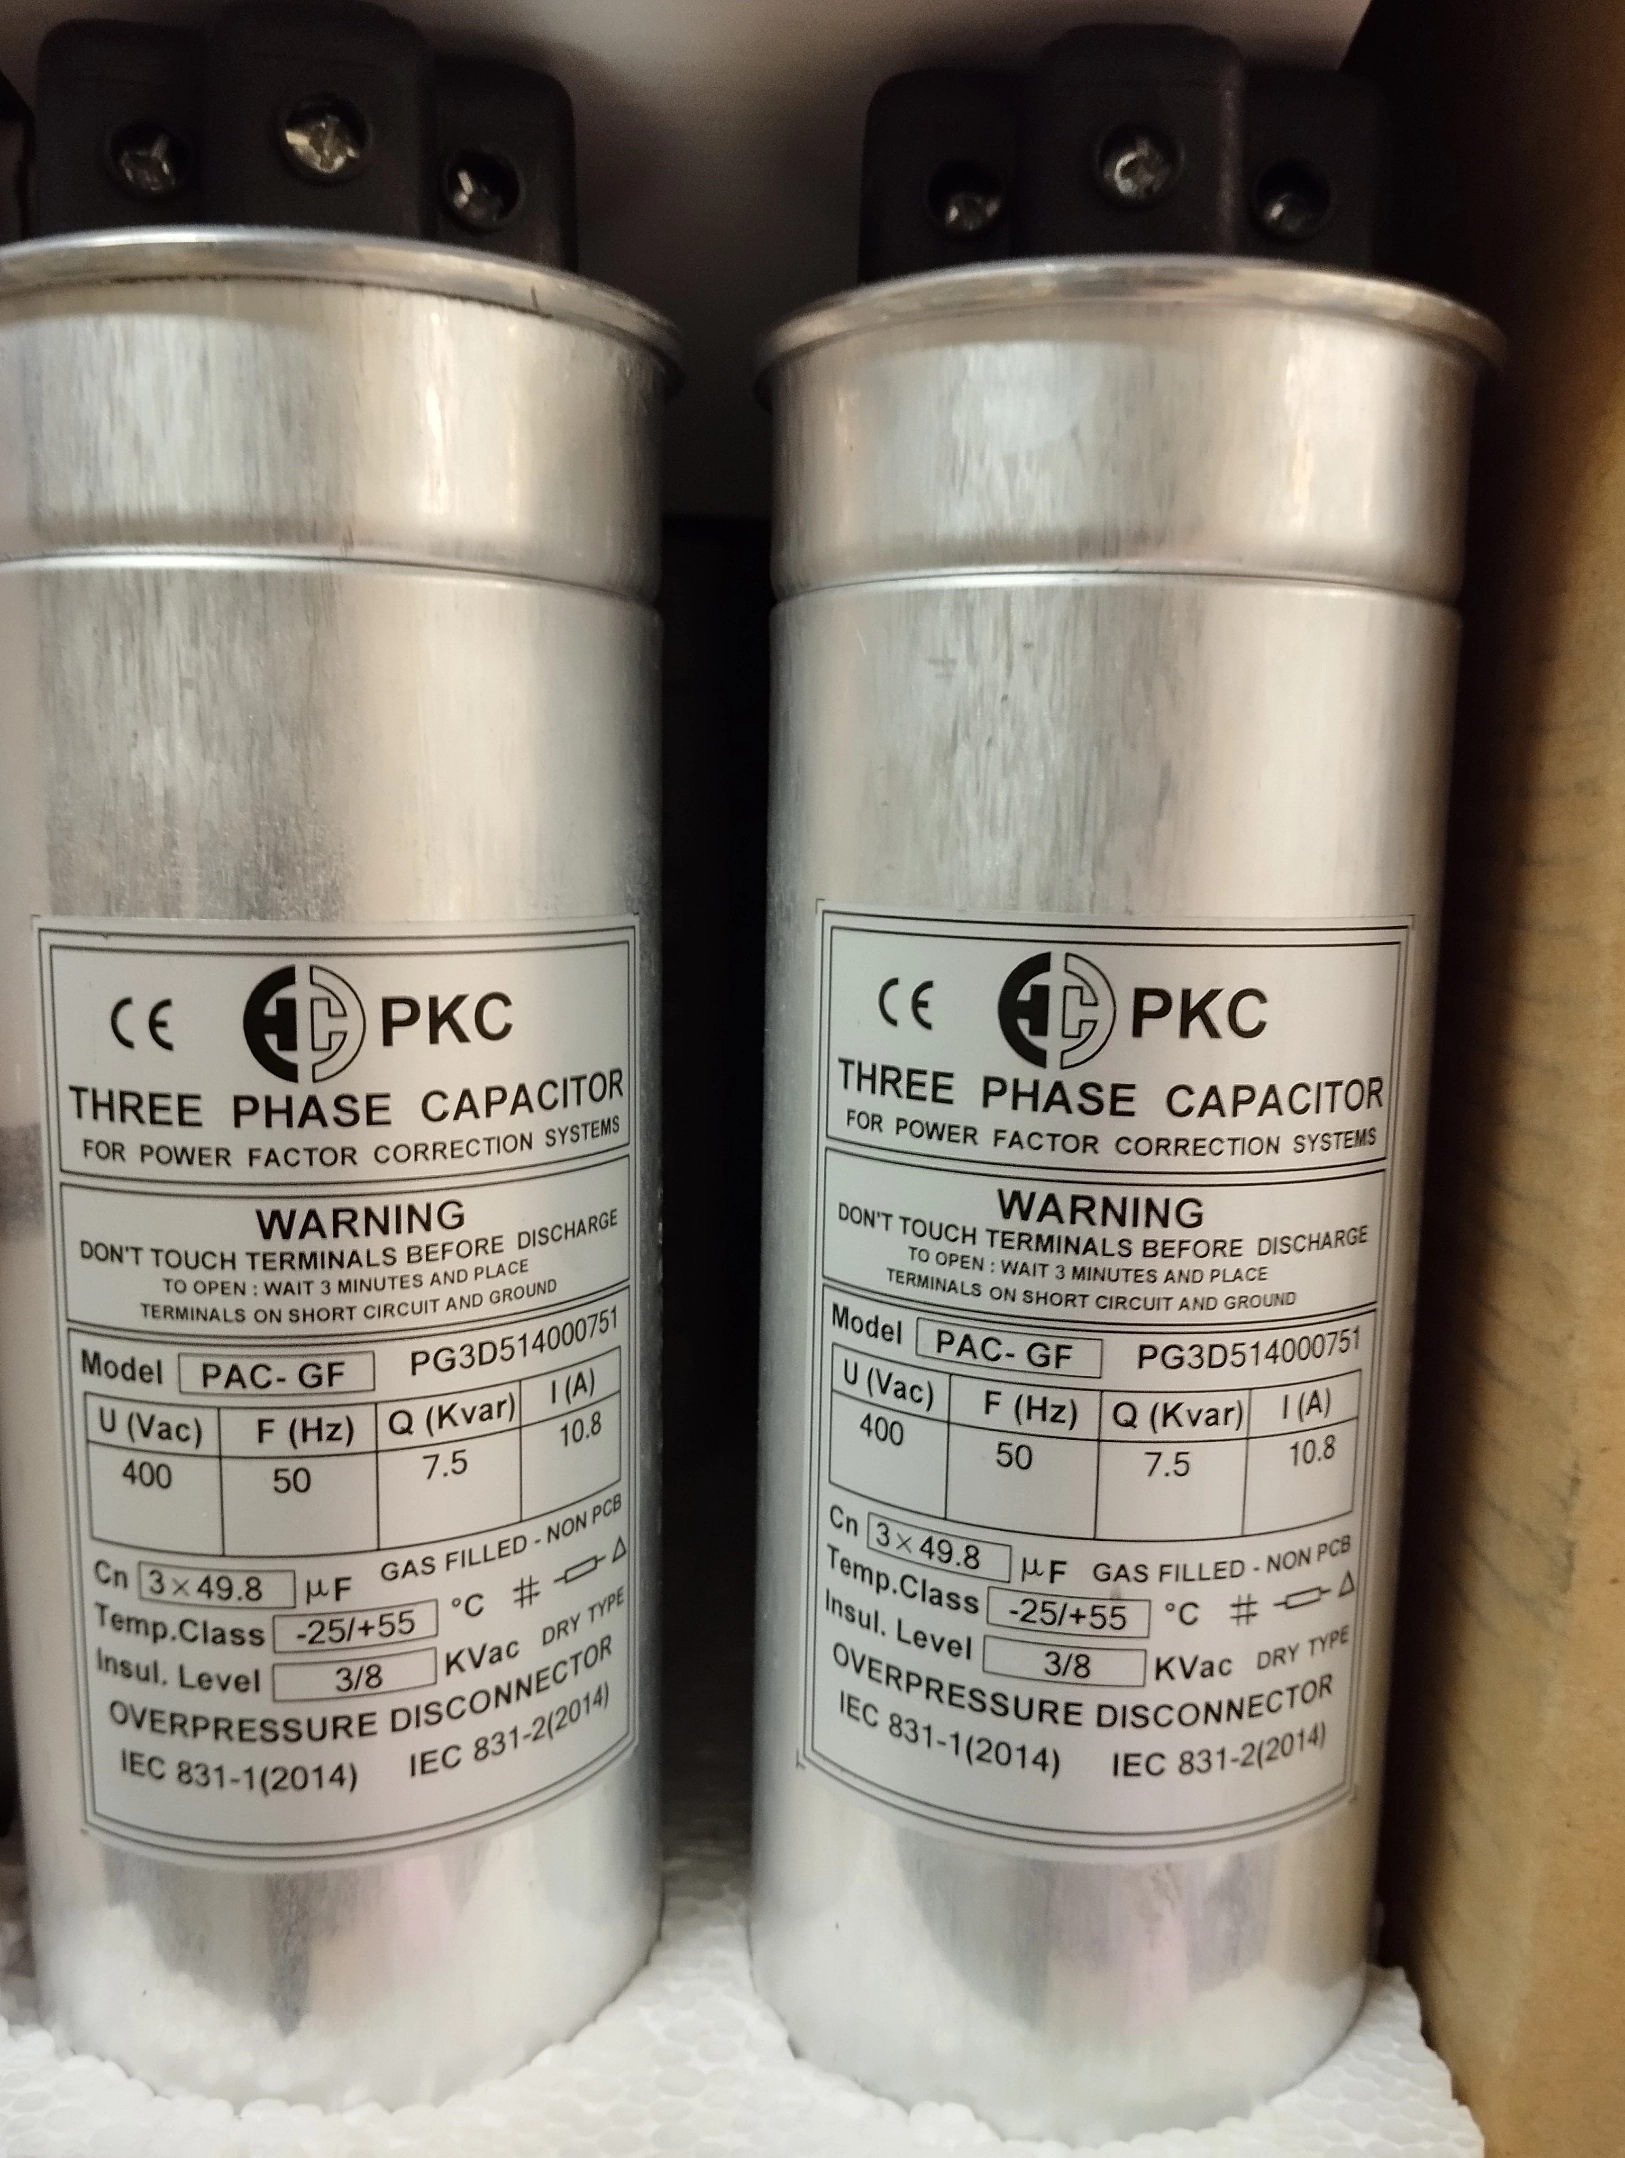 CE HC PKC
THREE PHASE CAPACITOR
FOR POWER FACTOR CORRECTION SYSTEMS
WARNING
DON'T TOUCH TERMINALS BEFORE DISCHARGE
TO OPEN : WAIT 3 MINUTES AND PLACE
TERMINALS ON SHORT CIRCUIT AND GROUND
Model PAC- GF PG3D514000751
U (Vac) F (Hz) Q (Kvar) I (A)
400 50 7.5 10.8
Cn 3×49.8 µF GAS FILLED - NON PCB
Temp.Class -25/+55 °C #
Insul. Level 3/8 KVac DRY TYPE
OVERPRESSURE DISCONNECTOR
IEC 831-1(2014) IEC 831-2(2014)
CE HC PKC
THREE PHASE CAPACITOR
FOR POWER FACTOR CORRECTION SYSTEMS
WARNING
DON'T TOUCH TERMINALS BEFORE DISCHARGE
TO OPEN : WAIT 3 MINUTES AND PLACE
TERMINALS ON SHORT CIRCUIT AND GROUND
Model PAC- GF PG3D514000751
U (Vac) F (Hz) Q (Kvar) I (A)
400 50 7.5 10.8
Cn 3×49.8 µF GAS FILLED - NON PCB
Temp.Class -25/+55 °C #
Insul. Level 3/8 KVac DRY TYPE
OVERPRESSURE DISCONNECTOR
IEC 831-1(2014) IEC 831-2(2014)